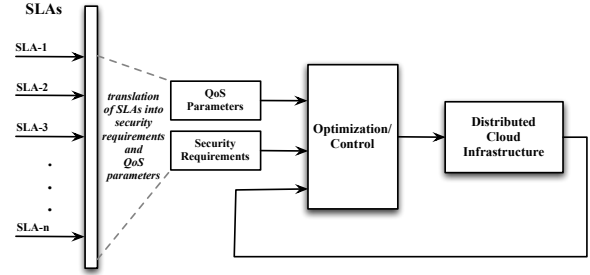 SLAs
SLA-1
SLA-2
SLA-3
SLA-n
translation
of SLAs into
security
requirements
and
QoS
parameters
QoS
Parameters
Security
Requirements
Optimization/
Control
Distributed
Cloud
Infrastructure